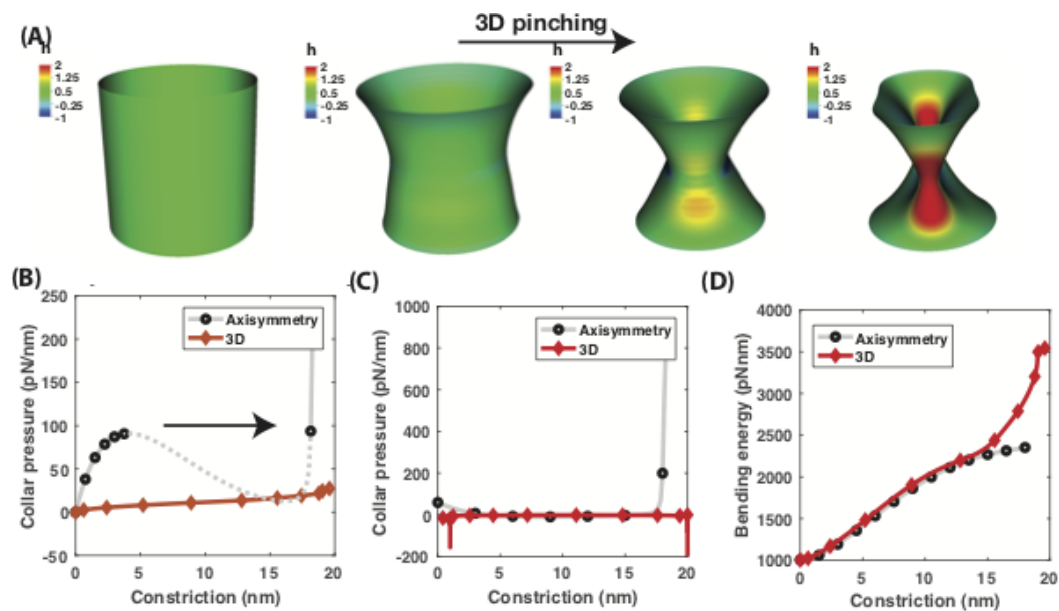 3D pinching
(A)
h
2
1.25
0.5
-0.25
-1
h
2
1.25
0.5
-0.25
-1
h
2
1.25
0.5
-0.25
-1
h
2
1.25
0.5
-0.25
-1
(B)
250
200
150
100
50
0
-50
0 5 10 15 20
Collar pressure (pN/nm)
Constriction (nm)
Axisymmetry
3D
(C)
1000
800
600
400
200
0
-200
0 5 10 15 20
Collar pressure (pN/nm)
Constriction (nm)
Axisymmetry
3D
(D)
4000
3500
3000
2500
2000
1500
1000
0 5 10 15 20
Bending energy (pNnm)
Constriction (nm)
Axisymmetry
3D